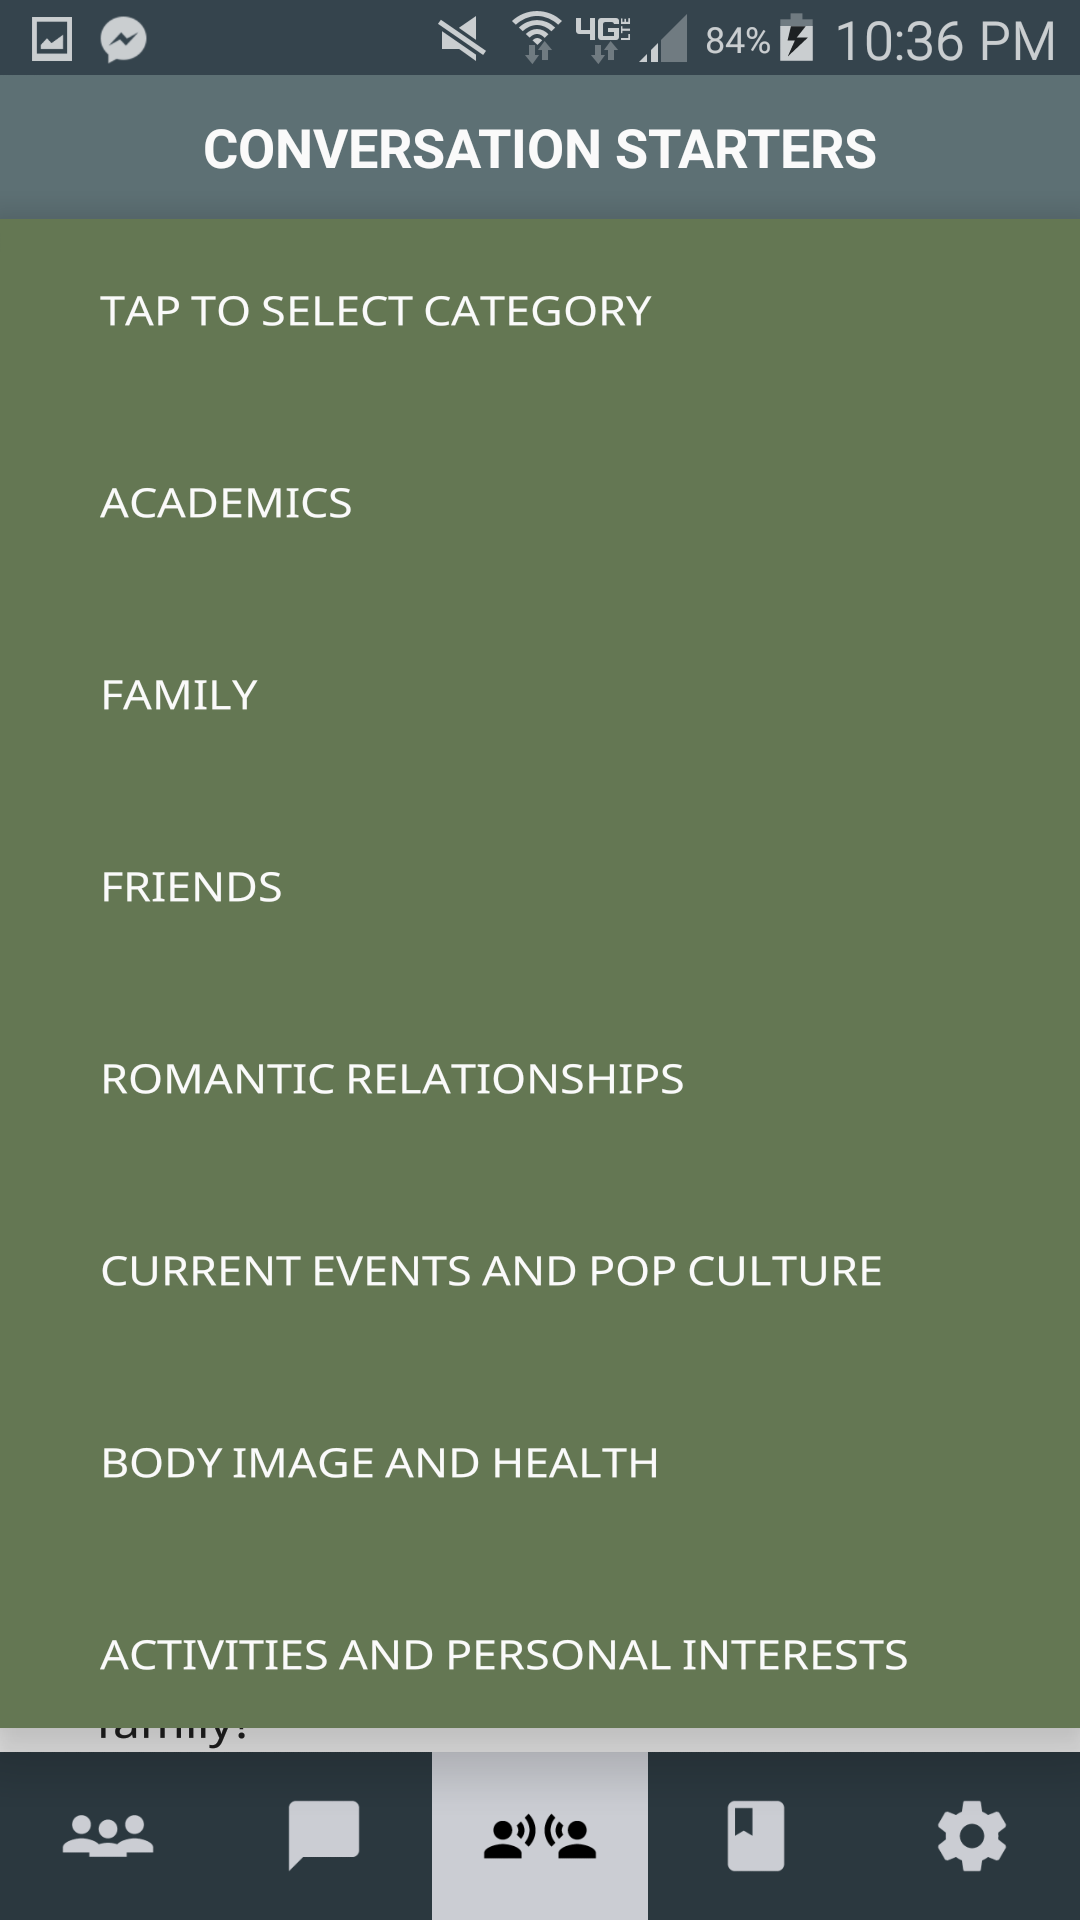 4G LTE 84% 10:36 PM
CONVERSATION STARTERS
TAP TO SELECT CATEGORY
ACADEMICS
FAMILY
FRIENDS
ROMANTIC RELATIONSHIPS
CURRENT EVENTS AND POP CULTURE
BODY IMAGE AND HEALTH
ACTIVITIES AND PERSONAL INTERESTS
family?